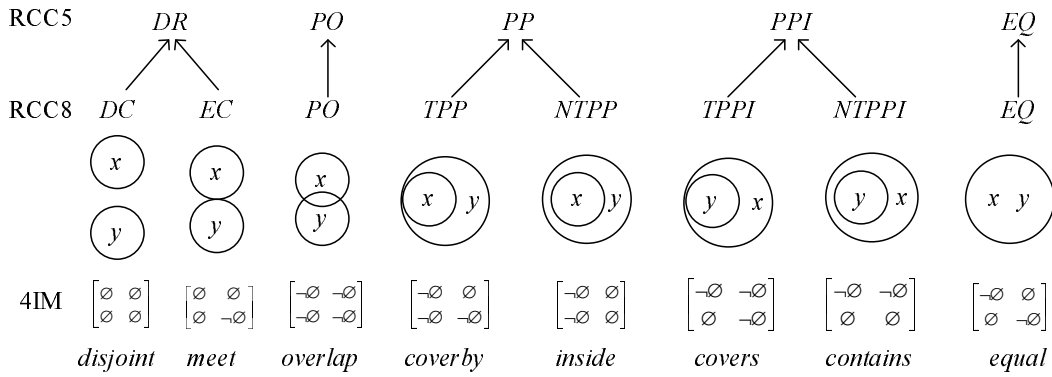 RCC5 DR PO PP PPI EQ
RCC8 DC EC PO TPP NTPP TPPI NTPPI EQ
x x x x y x y y x y x x y
y y y
4IM [∅ ∅ [∅ ∅ [¬∅ ¬∅ [¬∅ ∅ [¬∅ ∅ [¬∅ ¬∅ [¬∅ ¬∅ [¬∅ ∅
∅ ∅] ∅ ¬∅] ¬∅ ¬∅] ¬∅ ¬∅] ¬∅ ∅] ∅ ¬∅] ∅ ∅] ∅ ¬∅]
disjoint meet overlap coverby inside covers contains equal